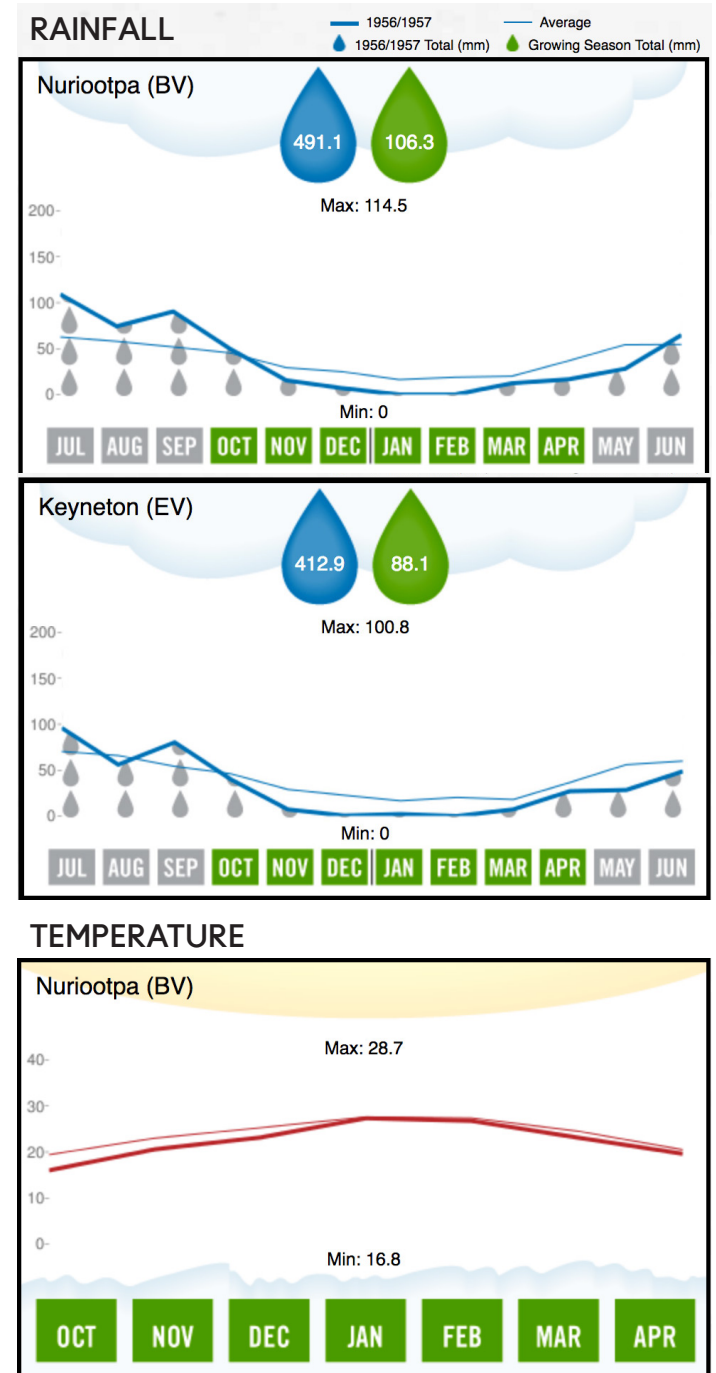 RAINFALL
1956/1957 Average
1956/1957 Total (mm) Growing Season Total (mm)
Nuriootpa (BV)
491.1 106.3
Max: 114.5
200-
150-
100-
50-
0-
Min: 0
JUL AUG SEP OCT NOV DEC JAN FEB MAR APR MAY JUN
Keyneton (EV)
412.9 88.1
Max: 100.8
200-
150-
100-
50-
0-
Min: 0
JUL AUG SEP OCT NOV DEC JAN FEB MAR APR MAY JUN
TEMPERATURE
Nuriootpa (BV)
Max: 28.7
40-
30-
20-
10-
0-
Min: 16.8
OCT NOV DEC JAN FEB MAR APR